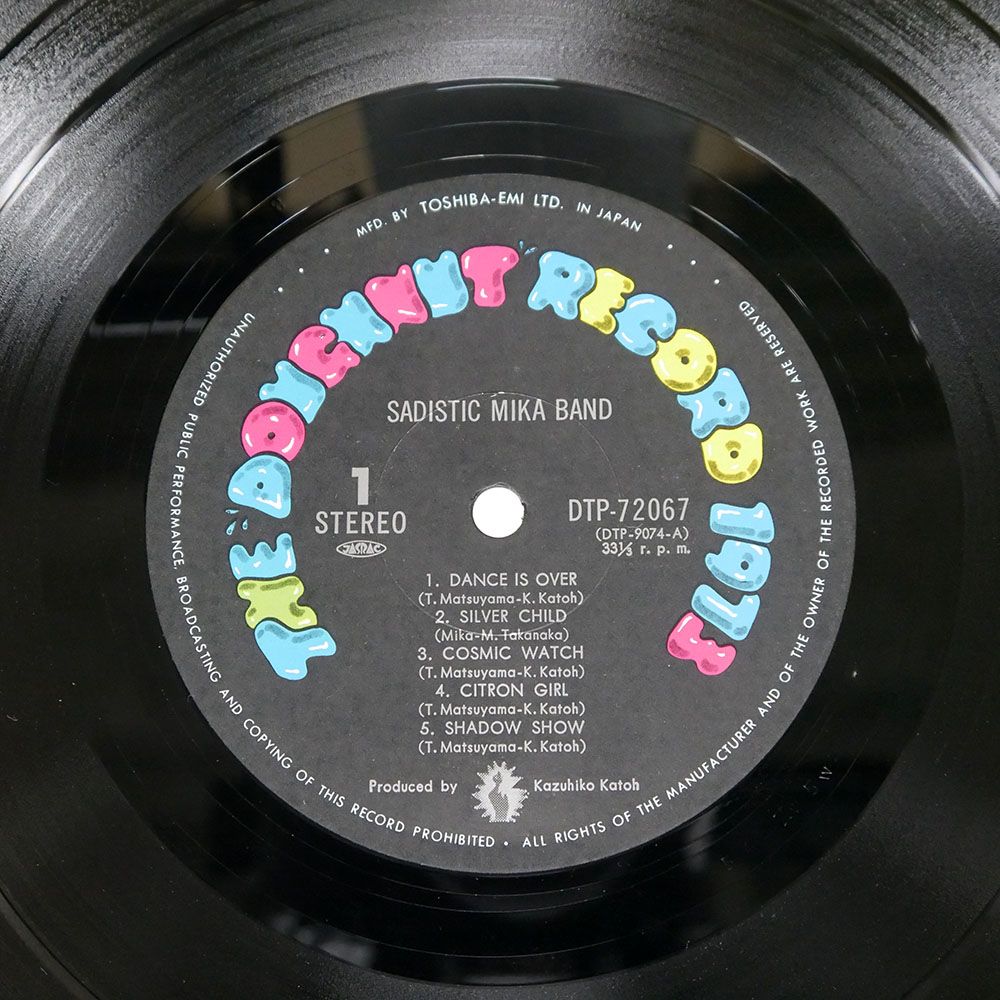 MFD. BY TOSHIBA-EMI LTD. IN JAPAN
DOUGHNUT RECORD
SADISTIC MIKA BAND
1
STEREO
JASRAC
DTP-72067
(DTP-9074-A)
33⅓ r. p. m.
1. DANCE IS OVER
(T. Matsuyama-K. Katoh)
2. SILVER CHILD
(Mika-M. Takanaka)
3. COSMIC WATCH
(T. Matsuyama-K. Katoh)
4. CITRON GIRL
(T. Matsuyama-K. Katoh)
5. SHADOW SHOW
(T. Matsuyama-K. Katoh)
Produced by Kazuhiko Katoh
UNAUTHORIZED PUBLIC PERFORMANCE, BROADCASTING AND COPYING OF THIS RECORD PROHIBITED • ALL RIGHTS OF THE MANUFACTURER AND OF THE OWNER OF THE RECORDED WORK ARE RESERVED